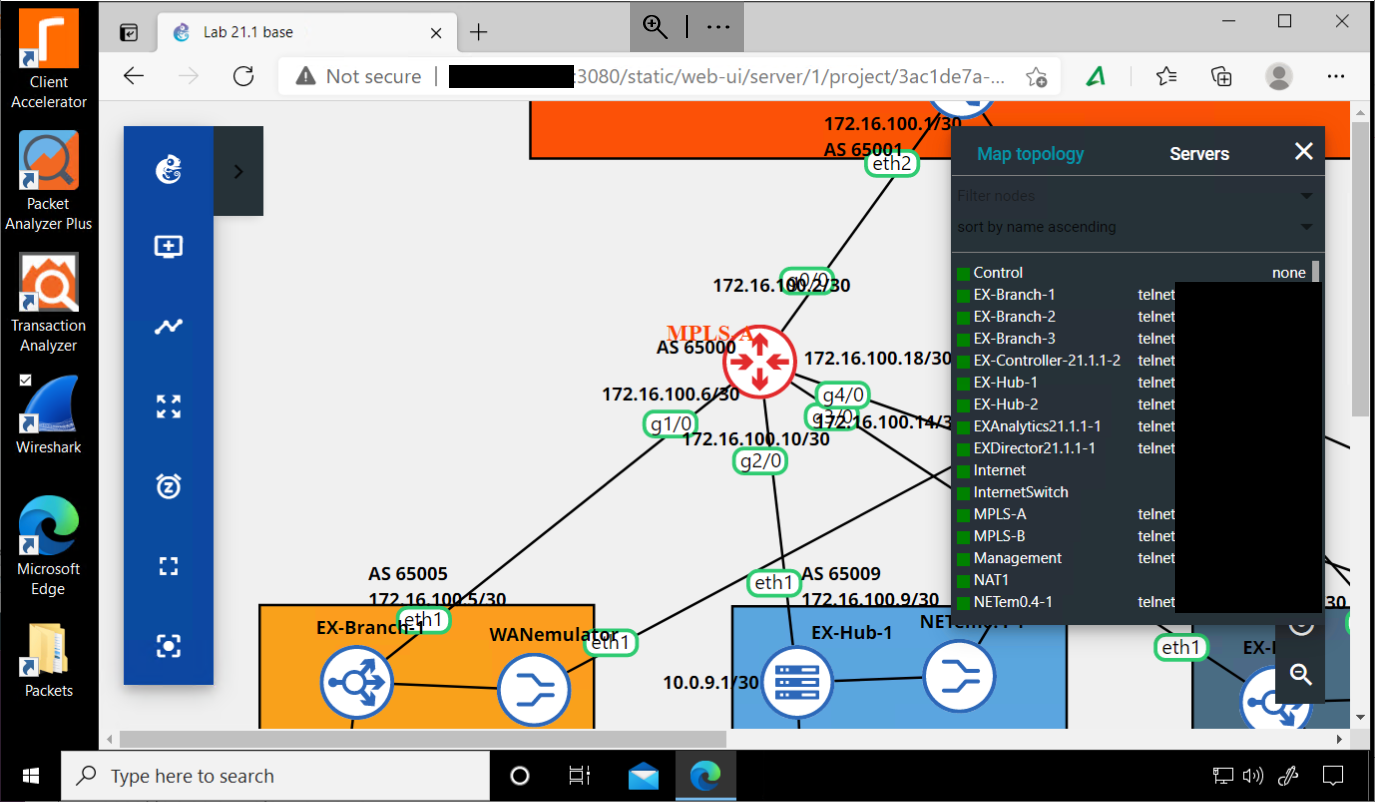 Client
Accelerator
Packet
Analyzer Plus
Transaction
Analyzer
Wireshark
Microsoft
Edge
Packets
Lab 21.1 base
Not secure
:3080/static/web-ui/server/1/project/3ac1de7a-...
172.16.100.1/30
AS 65001
eth2
g0/0
172.16.100.2/30
MPLS-A
AS 65000
172.16.100.18/30
172.16.100.6/30
g4/0
g3/0
172.16.100.14/3
g1/0
172.16.100.10/30
g2/0
AS 65005
172.16.100.5/30
eth1
EX-Branch-1
WANemulator
eth1
eth1
AS 65009
172.16.100.9/30
EX-Hub-1
10.0.9.1/30
30
eth1
Map topology
Servers
Filter nodes
sort by name ascending
Control none
EX-Branch-1 telnet
EX-Branch-2 telnet
EX-Branch-3 telnet
EX-Controller-21.1.1-2 telnet
EX-Hub-1 telnet
EX-Hub-2 telnet
EXAnalytics21.1.1-1 telnet
EXDirector21.1.1-1 telnet
Internet
InternetSwitch
MPLS-A telnet
MPLS-B telnet
Management telnet
NAT1
NETem0.4-1 telnet
Type here to search